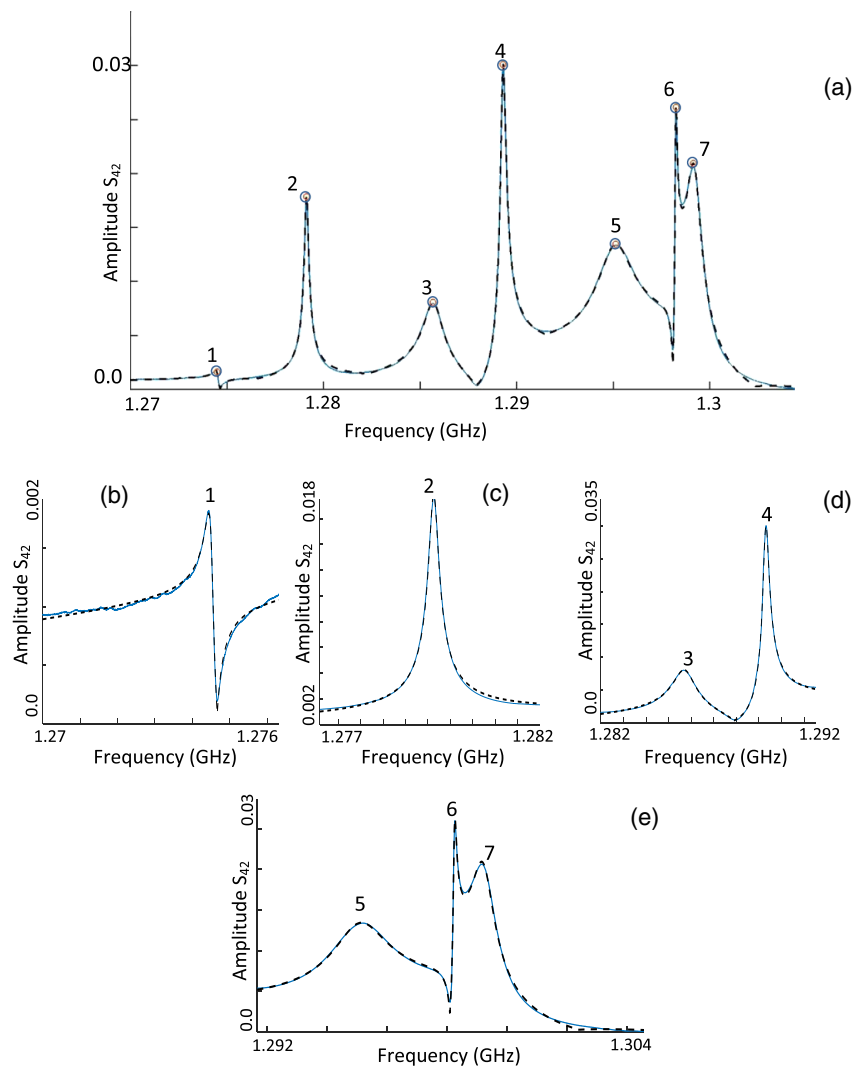 4
0.03
(a)
6
7
2
Amplitude S42
5
3
1
0.0
1.27
1.28
1.29
1.3
Frequency (GHz)
0.002
(b)
1
Amplitude S42
0.0
1.27
1.276
Frequency (GHz)
0.018
2
(c)
Amplitude S42
0.002
1.277
1.282
Frequency (GHz)
0.035
(d)
4
Amplitude S42
3
0.0
1.282
1.292
Frequency (GHz)
0.03
6
(e)
7
Amplitude S42
5
0.0
1.292
1.304
Frequency (GHz)